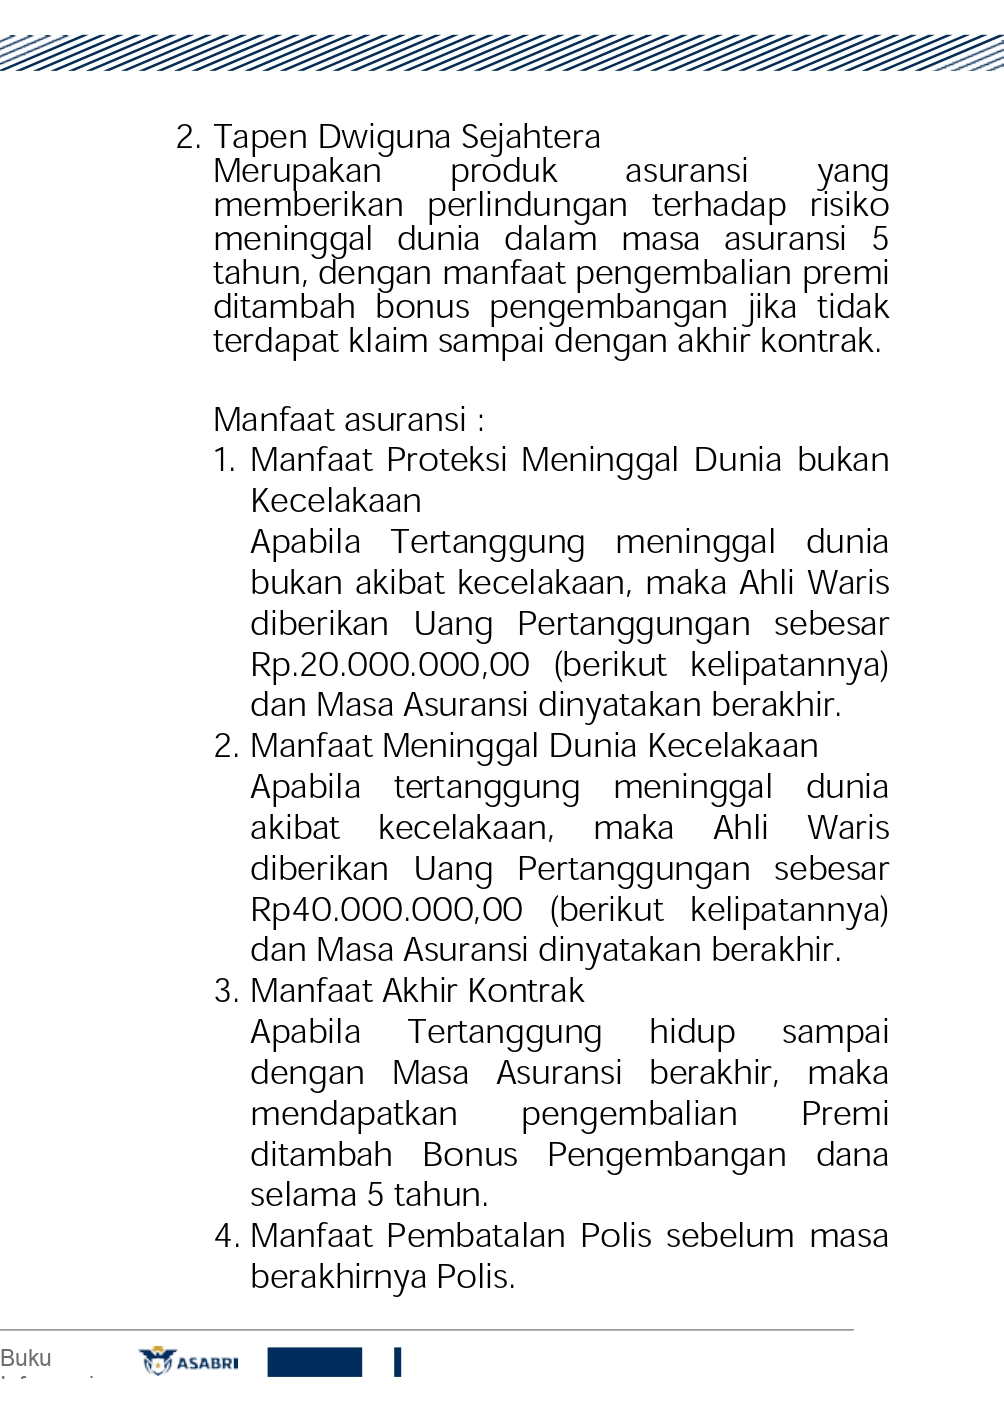 2. Tapen Dwiguna Sejahtera
Merupakan produk asuransi yang
memberikan perlindungan terhadap risiko
meninggal dunia dalam masa asuransi 5
tahun, dengan manfaat pengembalian premi
ditambah bonus pengembangan jika tidak
terdapat klaim sampai dengan akhir kontrak.
Manfaat asuransi :
1. Manfaat Proteksi Meninggal Dunia bukan
Kecelakaan
Apabila Tertanggung meninggal dunia
bukan akibat kecelakaan, maka Ahli Waris
diberikan Uang Pertanggungan sebesar
Rp.20.000.000,00 (berikut kelipatannya)
dan Masa Asuransi dinyatakan berakhir.
2. Manfaat Meninggal Dunia Kecelakaan
Apabila tertanggung meninggal dunia
akibat kecelakaan, maka Ahli Waris
diberikan Uang Pertanggungan sebesar
Rp40.000.000,00 (berikut kelipatannya)
dan Masa Asuransi dinyatakan berakhir.
3. Manfaat Akhir Kontrak
Apabila Tertanggung hidup sampai
dengan Masa Asuransi berakhir, maka
mendapatkan pengembalian Premi
ditambah Bonus Pengembangan dana
selama 5 tahun.
4. Manfaat Pembatalan Polis sebelum masa
berakhirnya Polis.
Buku
ASABRI